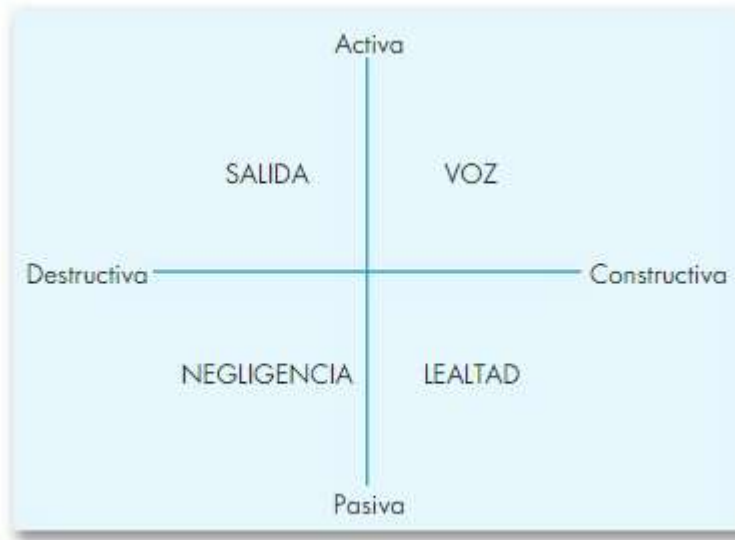 Activa
SALIDA VOZ
Destructiva Constructiva
NEGLIGENCIA LEALTAD
Pasiva